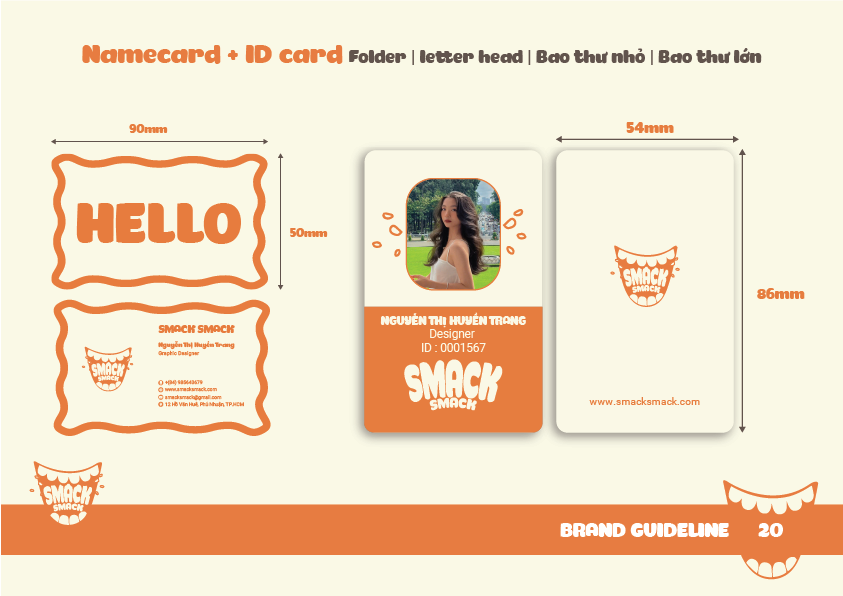 Namecard + ID card Folder | letter head | Bao thư nhỏ | Bao thư lớn
90mm
50mm
HELLO
SMACK SMACK
Nguyễn Thị Huyền Trang
Graphic Designer
SMACK
SMACK
+(84) 985643679
www.smacksmack.com
smacksmack@gmail.com
12 Hồ Văn Huê, Phú Nhuận, TP.HCM
NGUYỄN THỊ HUYỀN TRANG
Designer
ID : 0001567
SMACK
SMACK
54mm
86mm
SMACK
SMACK
www.smacksmack.com
SMACK
SMACK
BRAND GUIDELINE 20